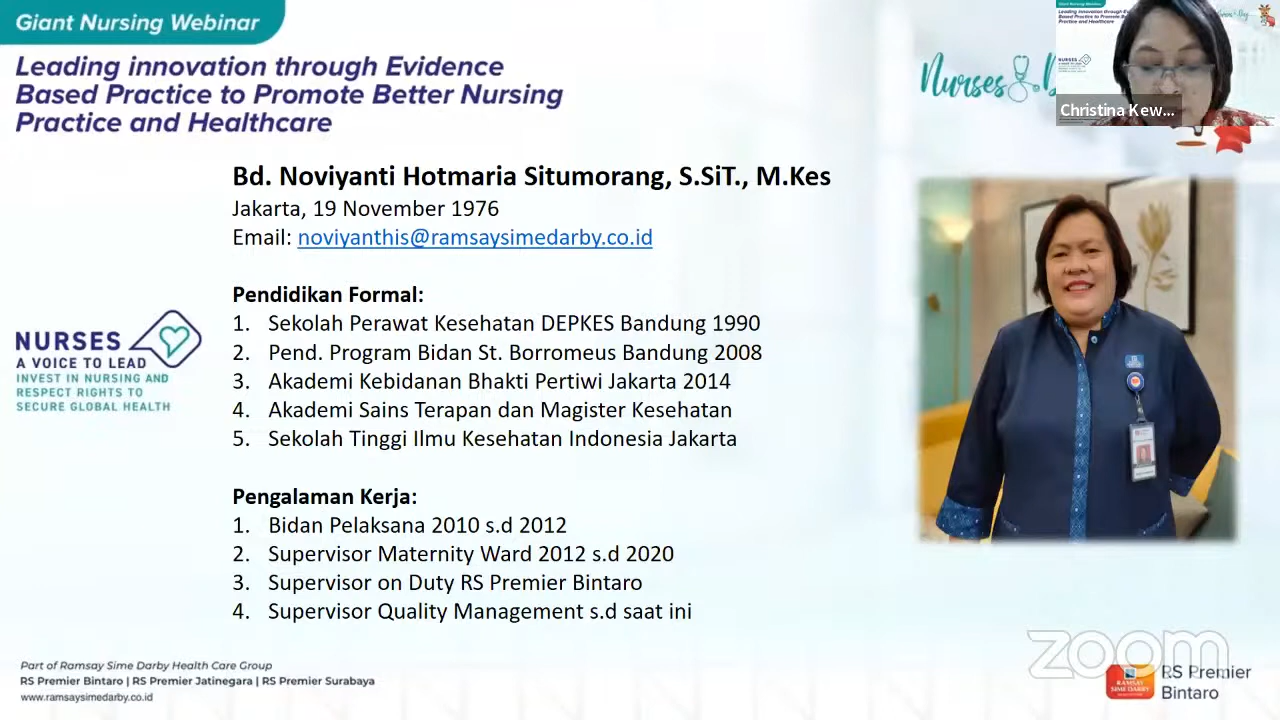 Giant Nursing Webinar
Leading innovation through Evidence
Based Practice to Promote Better Nursing
Practice and Healthcare
Nurses
Christina Kew...
Bd. Noviyanti Hotmaria Situmorang, S.SiT., M.Kes
Jakarta, 19 November 1976
Email: noviyanthis@ramsaysimedarby.co.id
Pendidikan Formal:
1. Sekolah Perawat Kesehatan DEPKES Bandung 1990
2. Pend. Program Bidan St. Borromeus Bandung 2008
3. Akademi Kebidanan Bhakti Pertiwi Jakarta 2014
4. Akademi Sains Terapan dan Magister Kesehatan
5. Sekolah Tinggi Ilmu Kesehatan Indonesia Jakarta
NURSES
A VOICE TO LEAD
INVEST IN NURSING AND
RESPECT RIGHTS TO
SECURE GLOBAL HEALTH
Pengalaman Kerja:
1. Bidan Pelaksana 2010 s.d 2012
2. Supervisor Maternity Ward 2012 s.d 2020
3. Supervisor on Duty RS Premier Bintaro
4. Supervisor Quality Management s.d saat ini
Part of Ramsay Sime Darby Health Care Group
RS Premier Bintaro | RS Premier Jatinegara | RS Premier Surabaya
www.ramsaysimedarby.co.id
zoom
RAMSAY
SIME DARBY
RS Premier
Bintaro